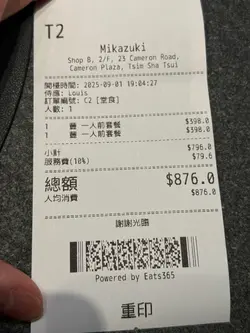 T2
Mikazuki
Shop B, 2/F, 23 Cameron Road,
Cameron Plaza, Tsim Sha Tsui
開檯時間: 2025-09-01 19:04:27
侍應: Louis
訂單編號: C2 [堂食]
人數: 1
1 薔 一人前套餐 $398.0
1 薔 一人前套餐 $398.0
小計 $796.0
服務費(10%) $79.6
總額 $876.0
人均消費 $876.0
謝謝光臨
Powered by Eats365
重印